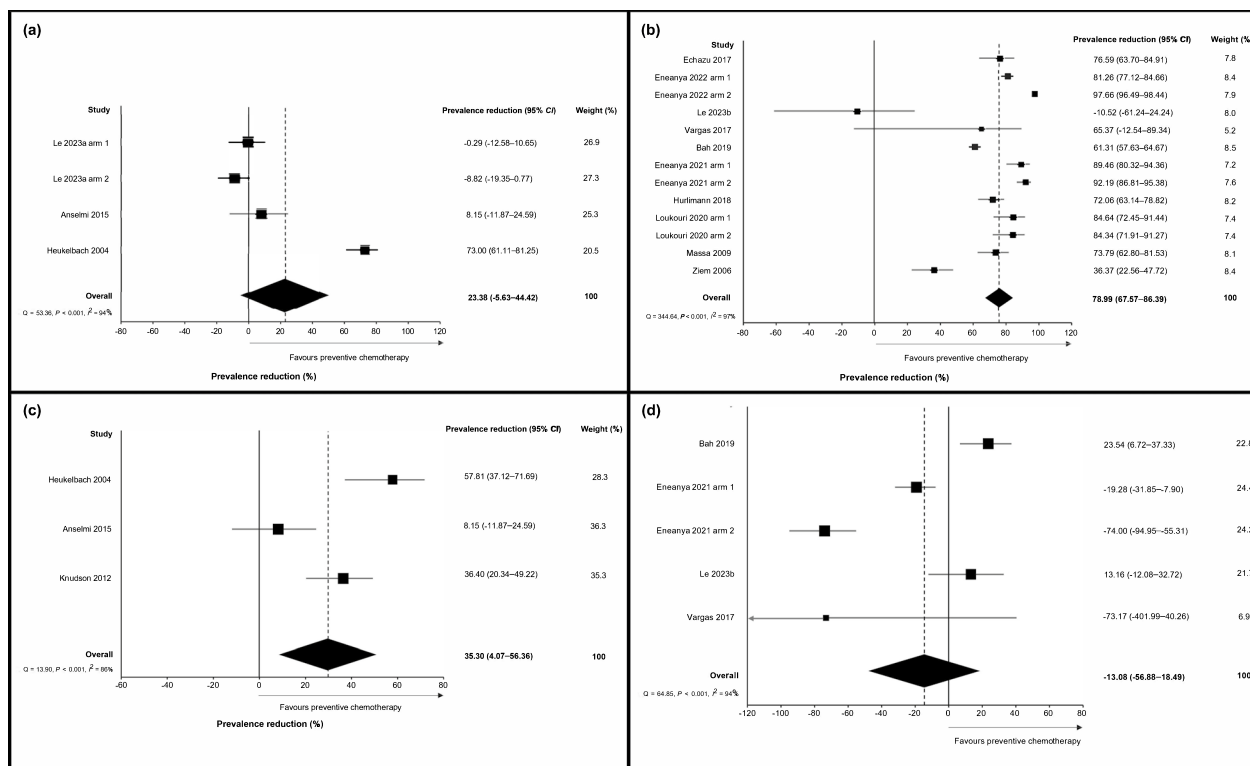 (a)
Study Prevalence reduction (95% CI) Weight (%)
Le 2023a arm 1 -0.29 (-12.58–10.65) 26.9
Le 2023a arm 2 -8.82 (-19.35–0.77) 27.3
Anselmi 2015 8.15 (-11.87–24.59) 25.3
Heukelbach 2004 73.00 (61.11–81.25) 20.5
Overall 23.38 (-5.63–44.42) 100
Q = 53.36, P < 0.001, I2 = 94%
-80 -60 -40 -20 0 20 40 60 80 100 120
Favours preventive chemotherapy
Prevalence reduction (%)
(b)
Study Prevalence reduction (95% CI) Weight (%
Echazu 2017 76.59 (63.70–84.91) 7.8
Eneanya 2022 arm 1 81.26 (77.12–84.66) 8.4
Eneanya 2022 arm 2 97.66 (96.49–98.44) 7.9
Le 2023b -10.52 (-61.24–24.24) 8.0
Vargas 2017 65.37 (-12.54–89.34) 5.2
Bah 2019 61.31 (57.63–64.67) 8.5
Eneanya 2021 arm 1 89.46 (80.32–94.36) 7.2
Eneanya 2021 arm 2 92.19 (86.81–95.38) 7.6
Hurlimann 2018 72.06 (63.14–78.82) 8.2
Loukouri 2020 arm 1 84.64 (72.45–91.44) 7.4
Loukouri 2020 arm 2 84.34 (71.91–91.27) 7.4
Massa 2009 73.79 (62.80–81.53) 8.1
Ziem 2006 36.37 (22.56–47.72) 8.4
Overall 78.99 (67.57–86.39) 100
Q = 344.64, P < 0.001, I2 = 97%
-80 -60 -40 -20 0 20 40 60 80 100 120
Favours preventive chemotherapy
Prevalence reduction (%)
(c)
Study Prevalence reduction (95% CI) Weight (%)
Heukelbach 2004 57.81 (37.12–71.69) 28.3
Anselmi 2015 8.15 (-11.87–24.59) 36.3
Knudson 2012 36.40 (20.34–49.22) 35.3
Overall 35.30 (4.07–56.36) 100
Q = 13.90, P < 0.001, I2 = 86%
-60 -40 -20 0 20 40 60 80
Favours preventive chemotherapy
Prevalence reduction (%)
(d)
Bah 2019 23.54 (6.72–37.33) 22.8
Eneanya 2021 arm 1 -19.28 (-31.85–-7.90) 24.4
Eneanya 2021 arm 2 -74.00 (-94.95–-55.31)
Le 2023b 13.16 (-12.08–32.72) 21.7
Vargas 2017 -73.17 (-401.99–40.26) 6.9
Overall -13.08 (-56.88–18.49) 100
Q = 64.85, P < 0.001, I2 = 94%
-120 -100 -80 -60 -40 -20 0 20 40 60 80
Favours preventive chemotherapy